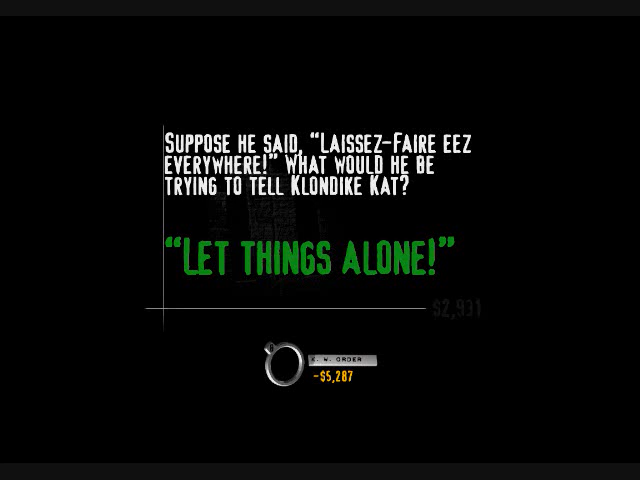 Suppose he said, “Laissez-Faire eez
everywhere!” What would he be
trying to tell Klondike Kat?
“Let things alone!”
$2,931
K. W. ORDER
-$5,287